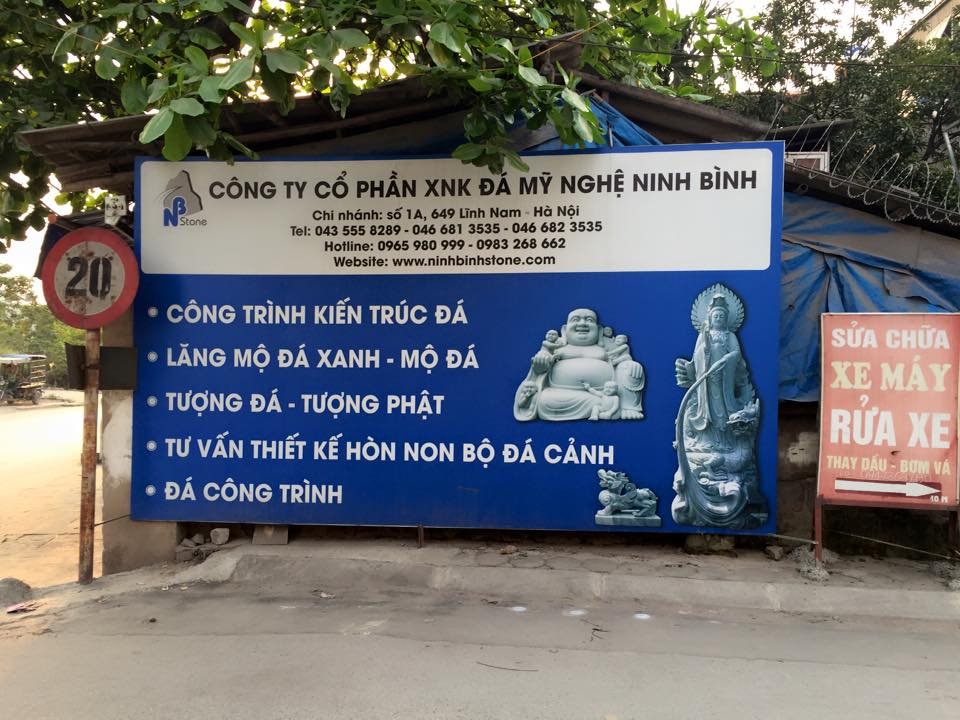 NB
Stone
CÔNG TY CỔ PHẦN XNK ĐÁ MỸ NGHỆ NINH BÌNH
Chi nhánh: số 1A, 649 Lĩnh Nam - Hà Nội
Tel: 043 555 8289 - 046 681 3535 - 046 682 3535
Hotline: 0965 980 999 - 0983 268 662
Website: www.ninhbinhstone.com
20
• CÔNG TRÌNH KIẾN TRÚC ĐÁ
• LĂNG MỘ ĐÁ XANH - MỘ ĐÁ
• TƯỢNG ĐÁ - TƯỢNG PHẬT
• TƯ VẤN THIẾT KẾ HÒN NON BỘ ĐÁ CẢNH
• ĐÁ CÔNG TRÌNH
SỬA CHỮA
XE MÁY
RỬA XE
THAY DẦU - BƠM VÁ
10 M